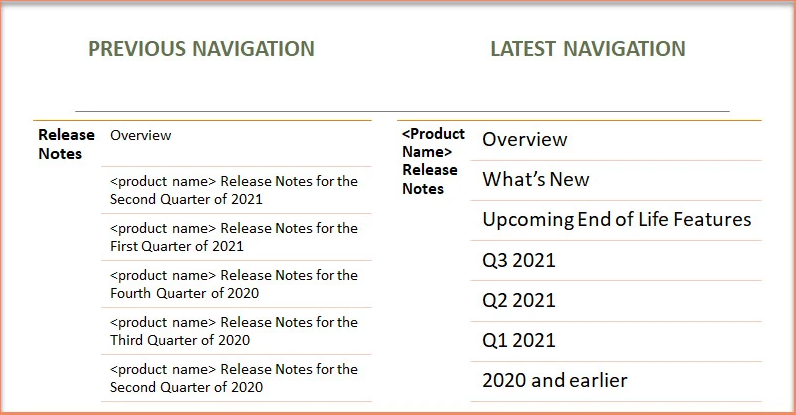 PREVIOUS NAVIGATION
LATEST NAVIGATION
Release
Notes
Overview
<product name> Release Notes for the
Second Quarter of 2021
<product name> Release Notes for the
First Quarter of 2021
<product name> Release Notes for the
Fourth Quarter of 2020
<product name> Release Notes for the
Third Quarter of 2020
<product name> Release Notes for the
Second Quarter of 2020
<Product
Name>
Release
Notes
Overview
What’s New
Upcoming End of Life Features
Q3 2021
Q2 2021
Q1 2021
2020 and earlier